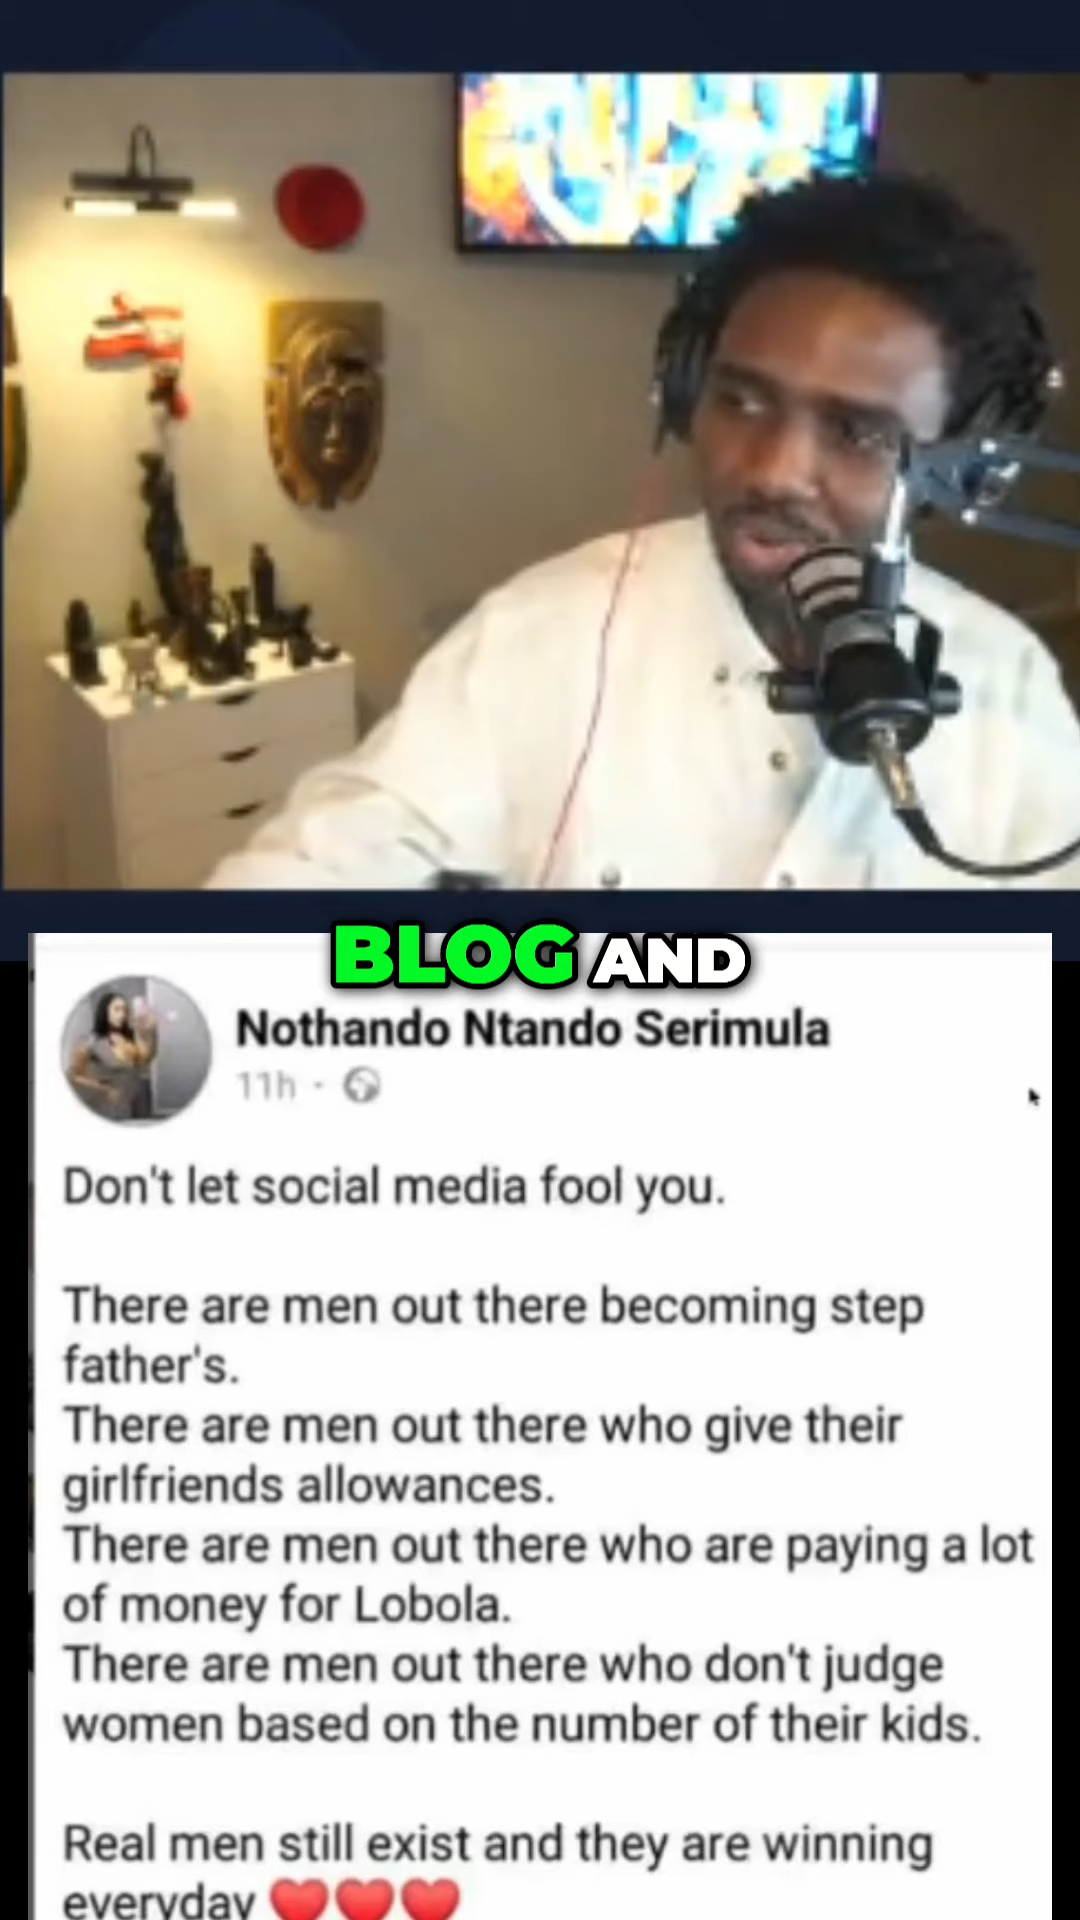 BLOG AND
Nothando Ntando Serimula
11h ·
Don't let social media fool you.
There are men out there becoming step
father's.
There are men out there who give their
girlfriends allowances.
There are men out there who are paying a lot
of money for Lobola.
There are men out there who don't judge
women based on the number of their kids.
Real men still exist and they are winning
everyday ❤️❤️❤️